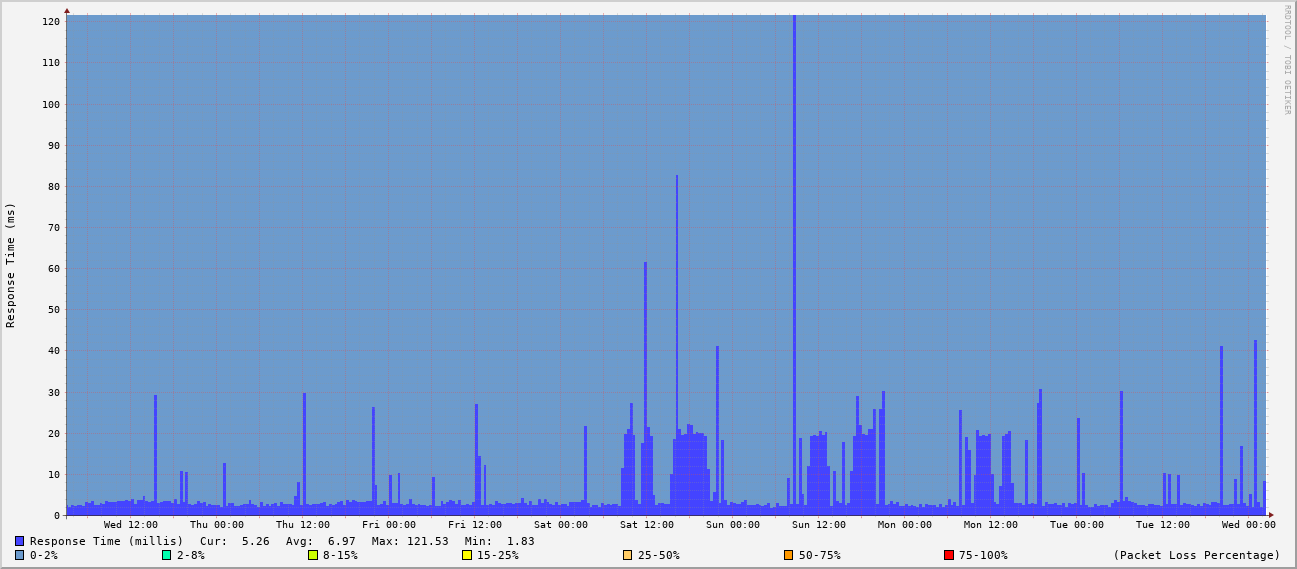 RRDTOOL / TOBI OETIKER
Response Time (ms)
120
110
100
90
80
70
60
50
40
30
20
10
0
Wed 12:00 Thu 00:00 Thu 12:00 Fri 00:00 Fri 12:00 Sat 00:00 Sat 12:00 Sun 00:00 Sun 12:00 Mon 00:00 Mon 12:00 Tue 00:00 Tue 12:00 Wed 00:00
Response Time (millis) Cur: 5.26 Avg: 6.97 Max: 121.53 Min: 1.83
0-2% 2-8% 8-15% 15-25% 25-50% 50-75% 75-100% (Packet Loss Percentage)